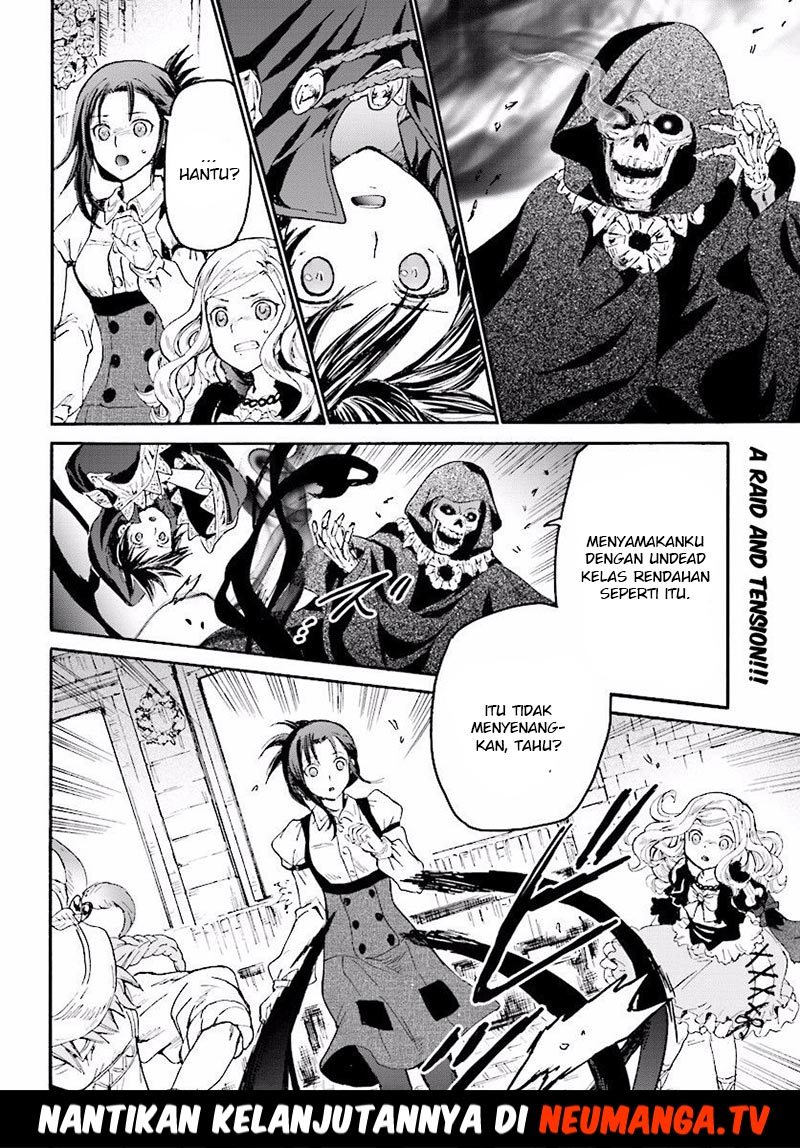 ...
HANTU?
A RAID AND TENSION!!!
MENYAMAKANKU
DENGAN UNDEAD
KELAS RENDAHAN
SEPERTI ITU.
ITU TIDAK
MENYENANG-
KAN, TAHU?
NANTIKAN KELANJUTANNYA DI NEUMANGA.TV